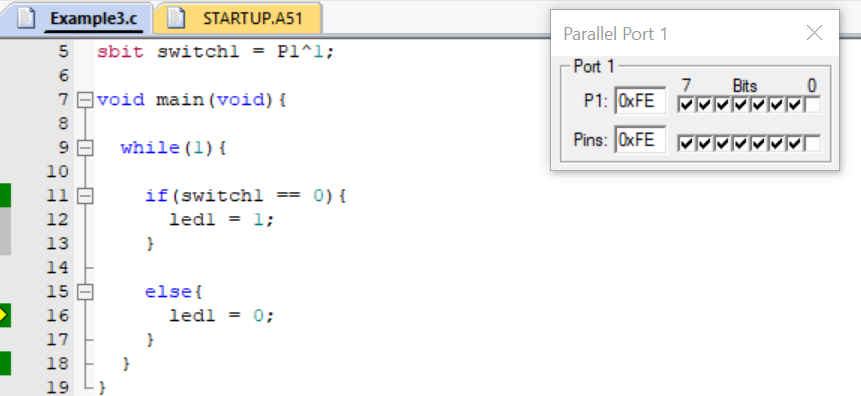 Example3.c STARTUP.A51
5 sbit switch1 = P1^1;
6
7 void main(void){
8
9 while(1){
10
11 if(switch1 == 0){
12 led1 = 1;
13 }
14
15 else{
16 led1 = 0;
17 }
18 }
19 }
Parallel Port 1
Port 1
7 Bits 0
P1: 0xFE
Pins: 0xFE